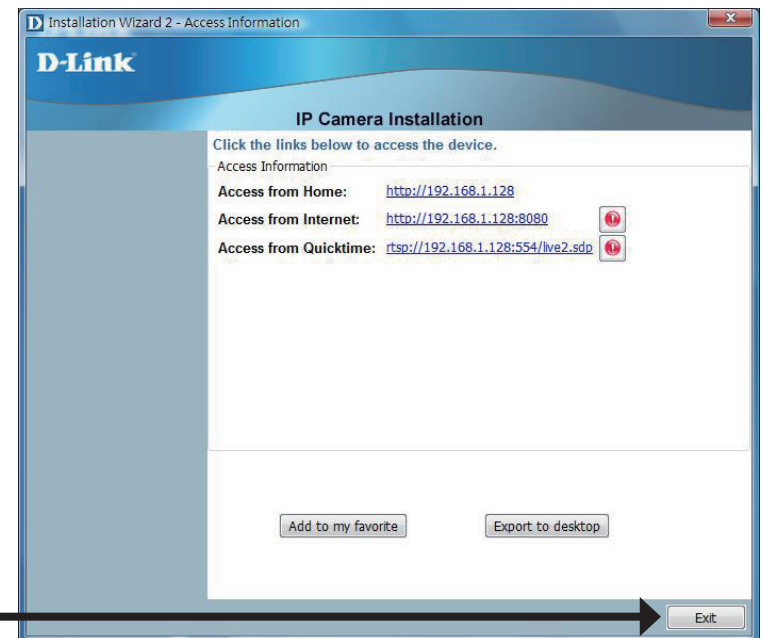 Installation Wizard 2 - Access Information
D-Link
IP Camera Installation
Click the links below to access the device.
Access Information
Access from Home: http://192.168.1.128
Access from Internet: http://192.168.1.128:8080
Access from Quicktime: rtsp://192.168.1.128:554/live2.sdp
Add to my favorite Export to desktop
Exit